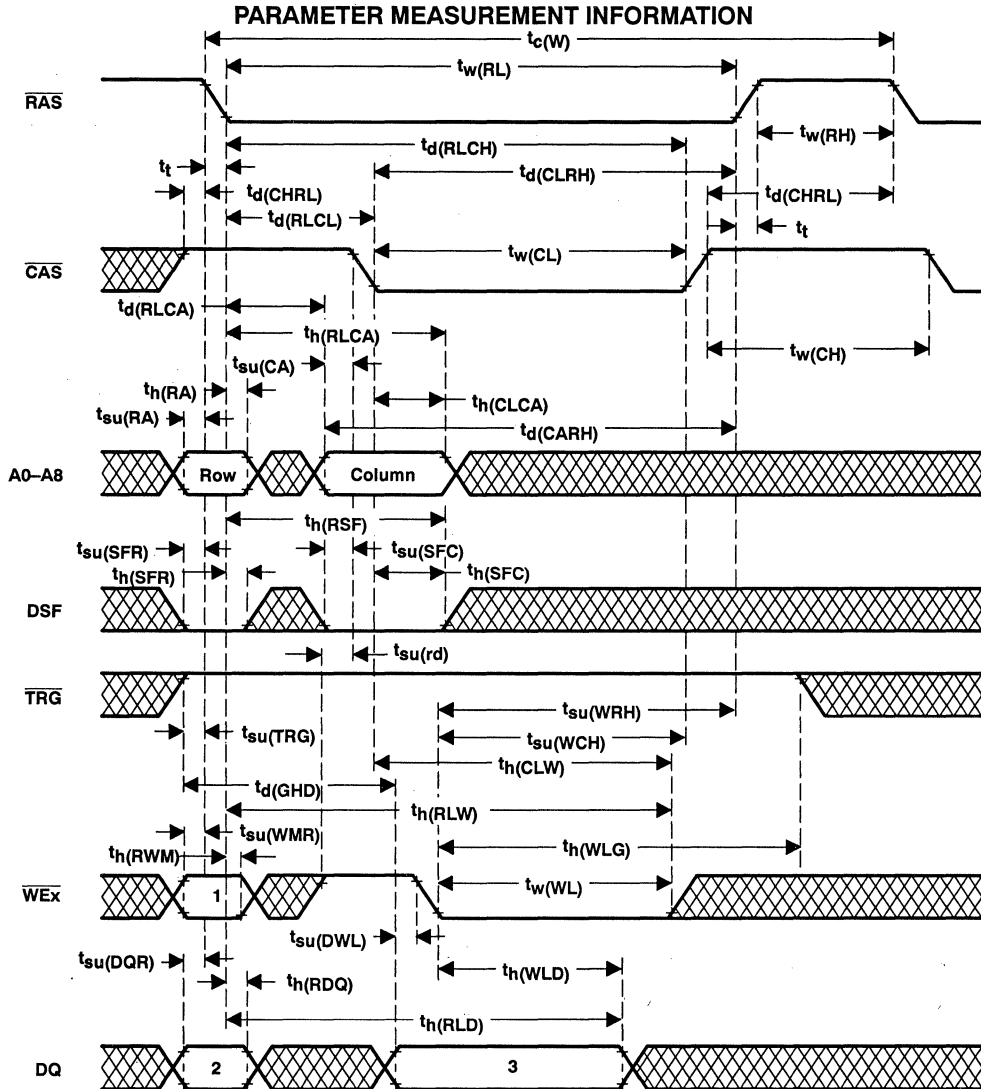 PARAMETER MEASUREMENT INFORMATION
tc(W)
tw(RL)
RAS
tw(RH)
td(RLCH)
tt
td(CLRH)
td(CHRL)
td(CHRL)
td(RLCL)
tt
CAS
tw(CL)
td(RLCA)
th(RLCA)
tsu(CA)
tw(CH)
th(RA)
th(CLCA)
tsu(RA)
td(CARH)
A0–A8
Row
Column
th(RSF)
tsu(SFR)
tsu(SFC)
th(SFR)
th(SFC)
DSF
tsu(rd)
TRG
tsu(WRH)
tsu(TRG)
tsu(WCH)
th(CLW)
td(GHD)
th(RLW)
tsu(WMR)
th(RWM)
th(WLG)
WEx
1
tw(WL)
tsu(DWL)
tsu(DQR)
th(WLD)
th(RDQ)
th(RLD)
DQ
2
3